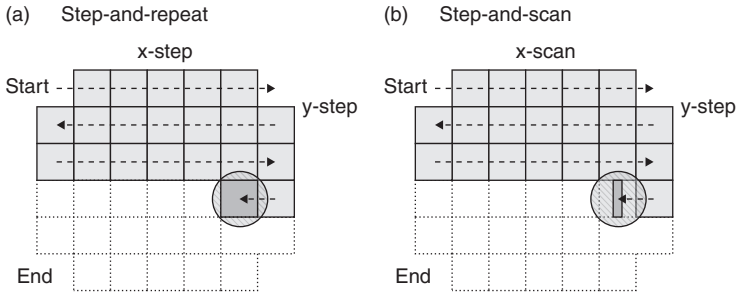 (a) Step-and-repeat
x-step
Start
y-step
End
(b) Step-and-scan
x-scan
Start
y-step
End